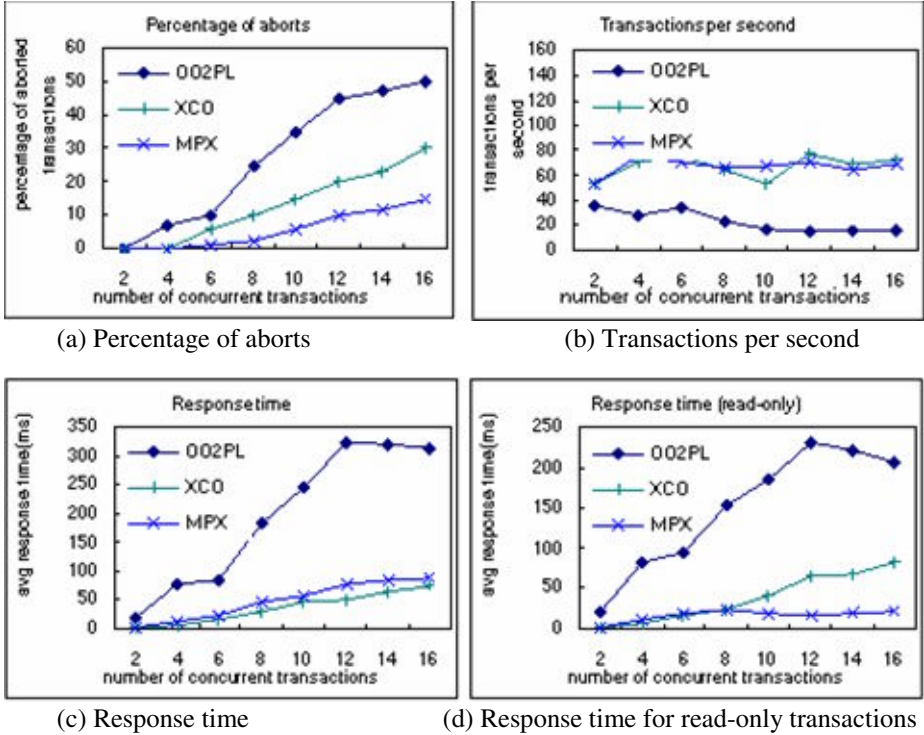 Percentage of aborts
percentage of aborted
transactions
60
50
40
30
20
10
0
OO2PL
XCO
MPX
2 4 6 8 10 12 14 16
number of concurrent transactions
(a) Percentage of aborts
Transactions per second
transactions per
second
160
140
120
100
80
60
40
20
0
OO2PL
XCO
MPX
2 4 6 8 10 12 14 16
number of concurrent transactions
(b) Transactions per second
Response time
avg response time(ms)
350
300
250
200
150
100
50
0
OO2PL
XCO
MPX
2 4 6 8 10 12 14 16
number of concurrent transactions
(c) Response time
Response time (read-only)
avg response time(ms)
250
200
150
100
50
0
OO2PL
XCO
MPX
2 4 6 8 10 12 14 16
number of concurrent transactions
(d) Response time for read-only transactions